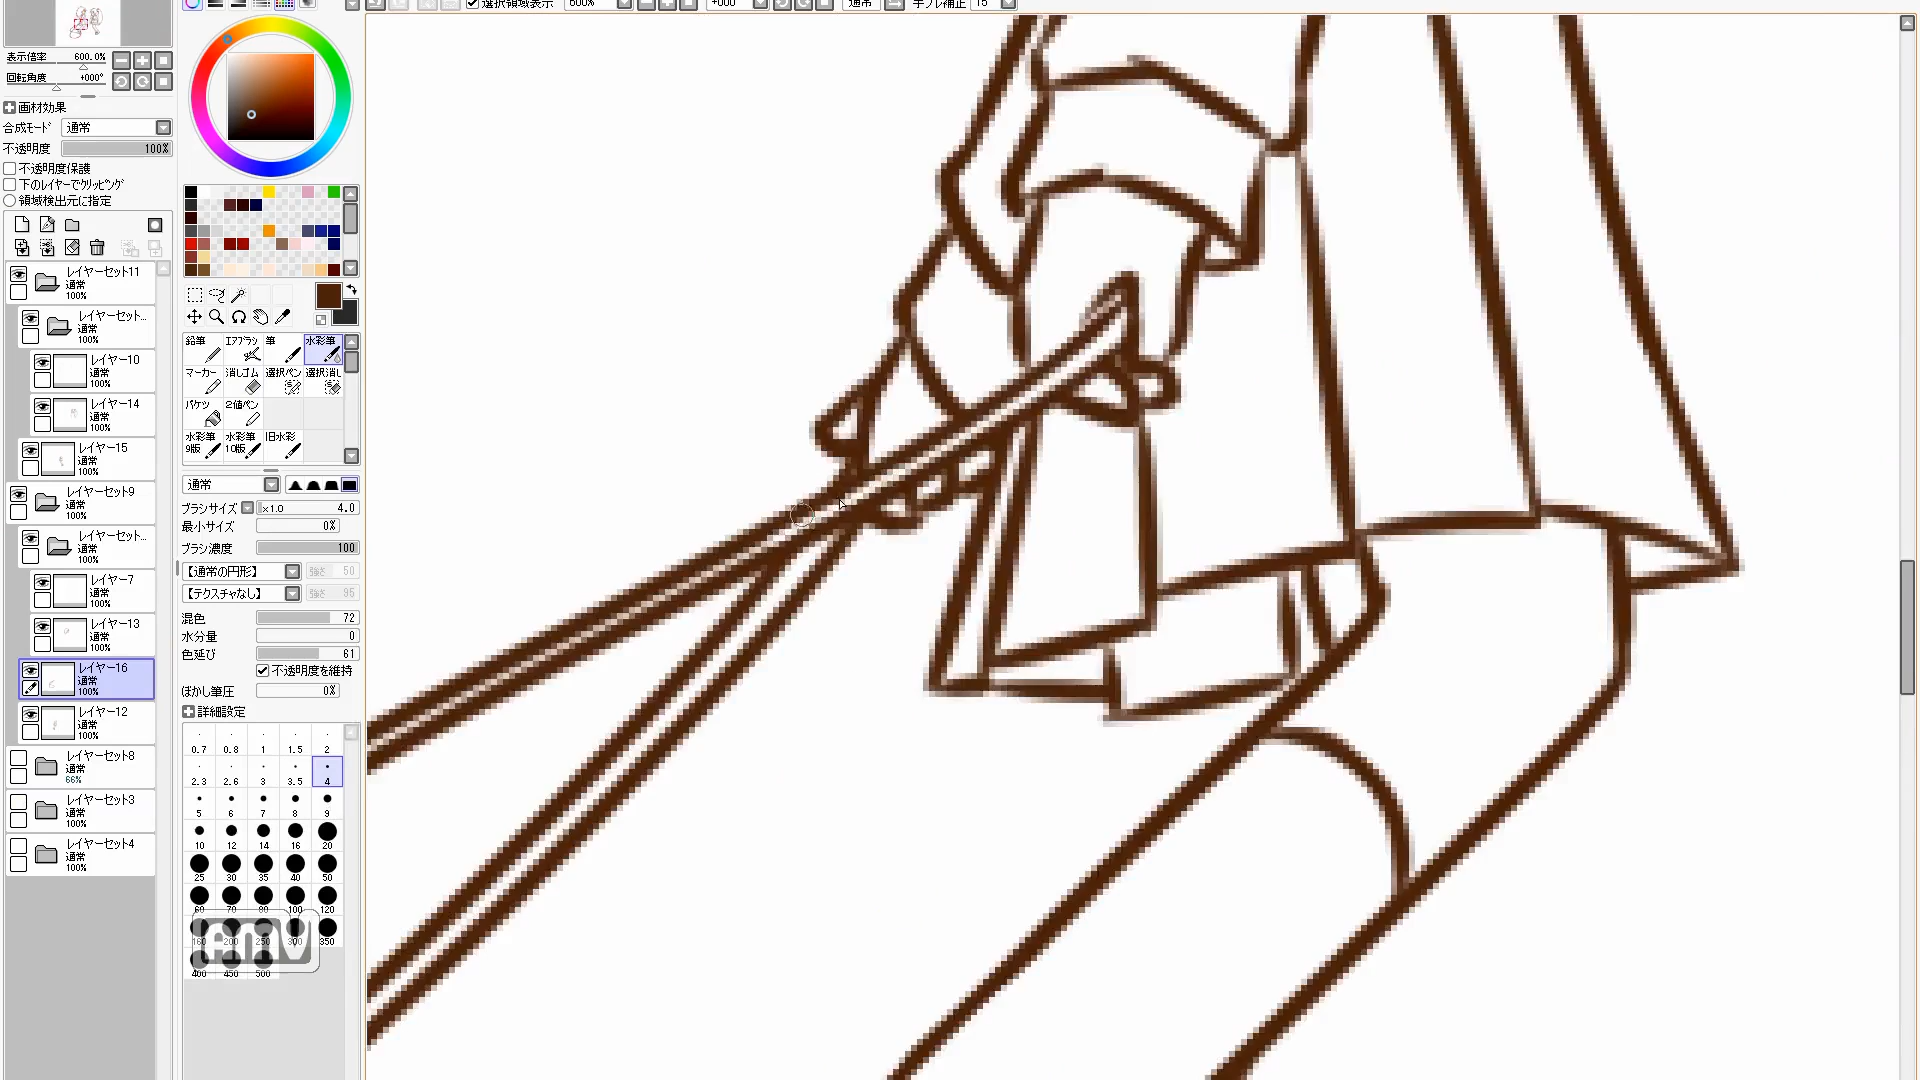 選択領域表示 600% +000° 通常 手ブレ補正 15
表示倍率 600.0%
回転角度 +000°
画材効果
合成モード 通常
不透明度 100%
不透明度保護
下のレイヤーでクリッピング
領域検出元に指定
レイヤーセット11
通常
100%
レイヤーセット...
通常
100%
レイヤー10
通常
100%
レイヤー14
通常
100%
レイヤー15
通常
100%
レイヤーセット9
通常
100%
レイヤーセット...
通常
100%
レイヤー7
通常
100%
レイヤー13
通常
100%
レイヤー16
通常
100%
レイヤー12
通常
100%
レイヤーセット8
通常
66%
レイヤーセット3
通常
100%
レイヤーセット4
通常
100%
鉛筆 エアブラシ 筆 水彩筆
マーカー 消しゴム 選択ペン 選択消し
バケツ 2値ペン
水彩筆 水彩筆 旧水彩
9版 10版
通常
ブラシサイズ x1.0 4.0
最小サイズ 0%
ブラシ濃度 100
【通常の円形】 強さ 50
【テクスチャなし】 強さ 95
混色 72
水分量 0
色延び 61
不透明度を維持
ぼかし筆圧 0%
詳細設定
0.7 0.8 1 1.5 2
2.3 2.6 3 3.5 4
5 6 7 8 9
10 12 14 16 20
25 30 35 40 50
60 70 80 100 120
160 200 250 300 350
400 450 500
AMV